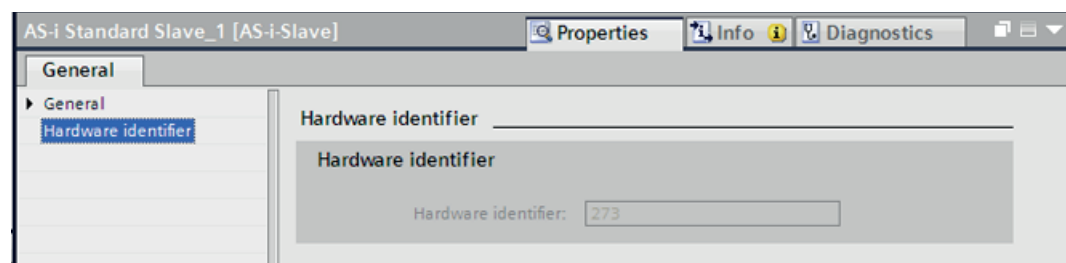 AS-i Standard Slave_1 [AS-i-Slave]
Properties
Info
Diagnostics
General
General
Hardware identifier
Hardware identifier
Hardware identifier
Hardware identifier:
273